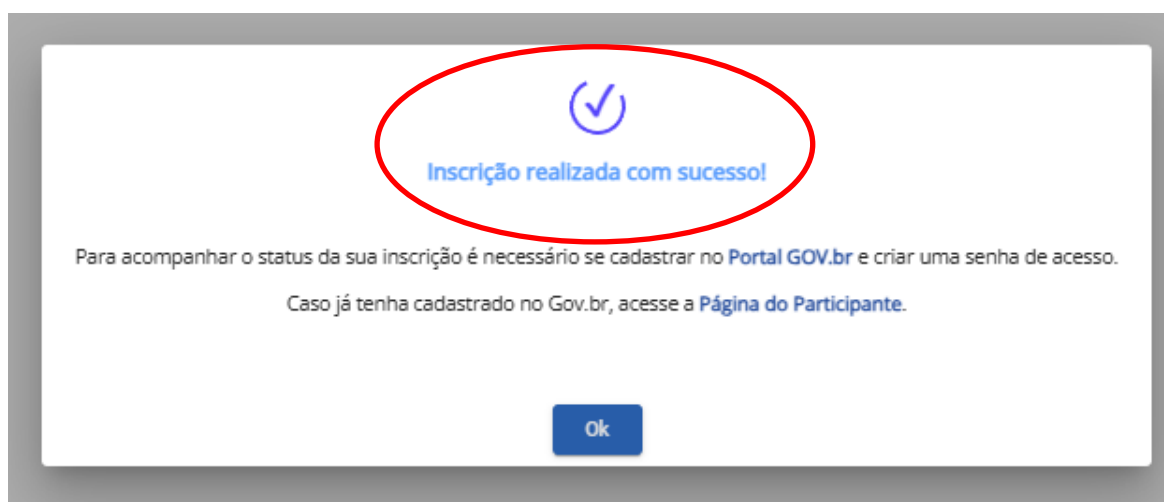 Inscrição realizada com sucesso!
Para acompanhar o status da sua inscrição é necessário se cadastrar no Portal GOV.br e criar uma senha de acesso.
Caso já tenha cadastrado no Gov.br, acesse a Página do Participante.
Ok